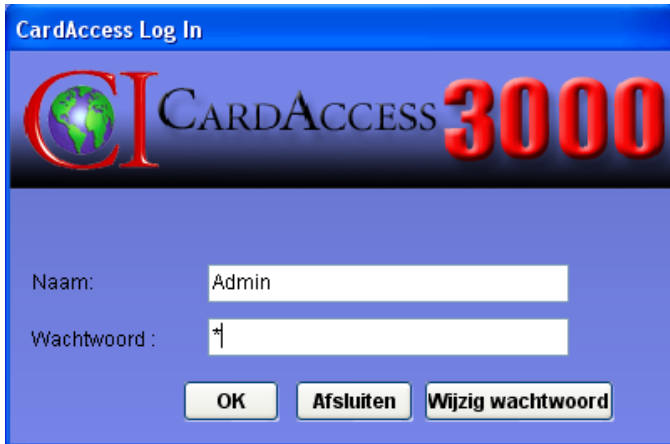 CardAccess Log In
CI CARDACCESS 3000
Naam: Admin
Wachtwoord : *
OK Afsluiten Wijzig wachtwoord